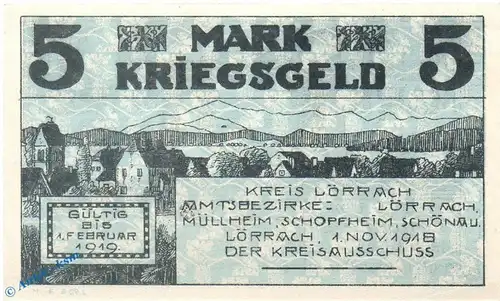 5 MARK 5
KRIEGSGELD
KREIS LÖRRACH
AMTSBEZIRKE: LÖRRACH,
MÜLLHEIM, SCHOPFHEIM, SCHÖNAU.
LÖRRACH, 1. NOV. 1918
DER KREISAUSSCHUSS
GÜLTIG
BIS
1. FEBRUAR
1919.